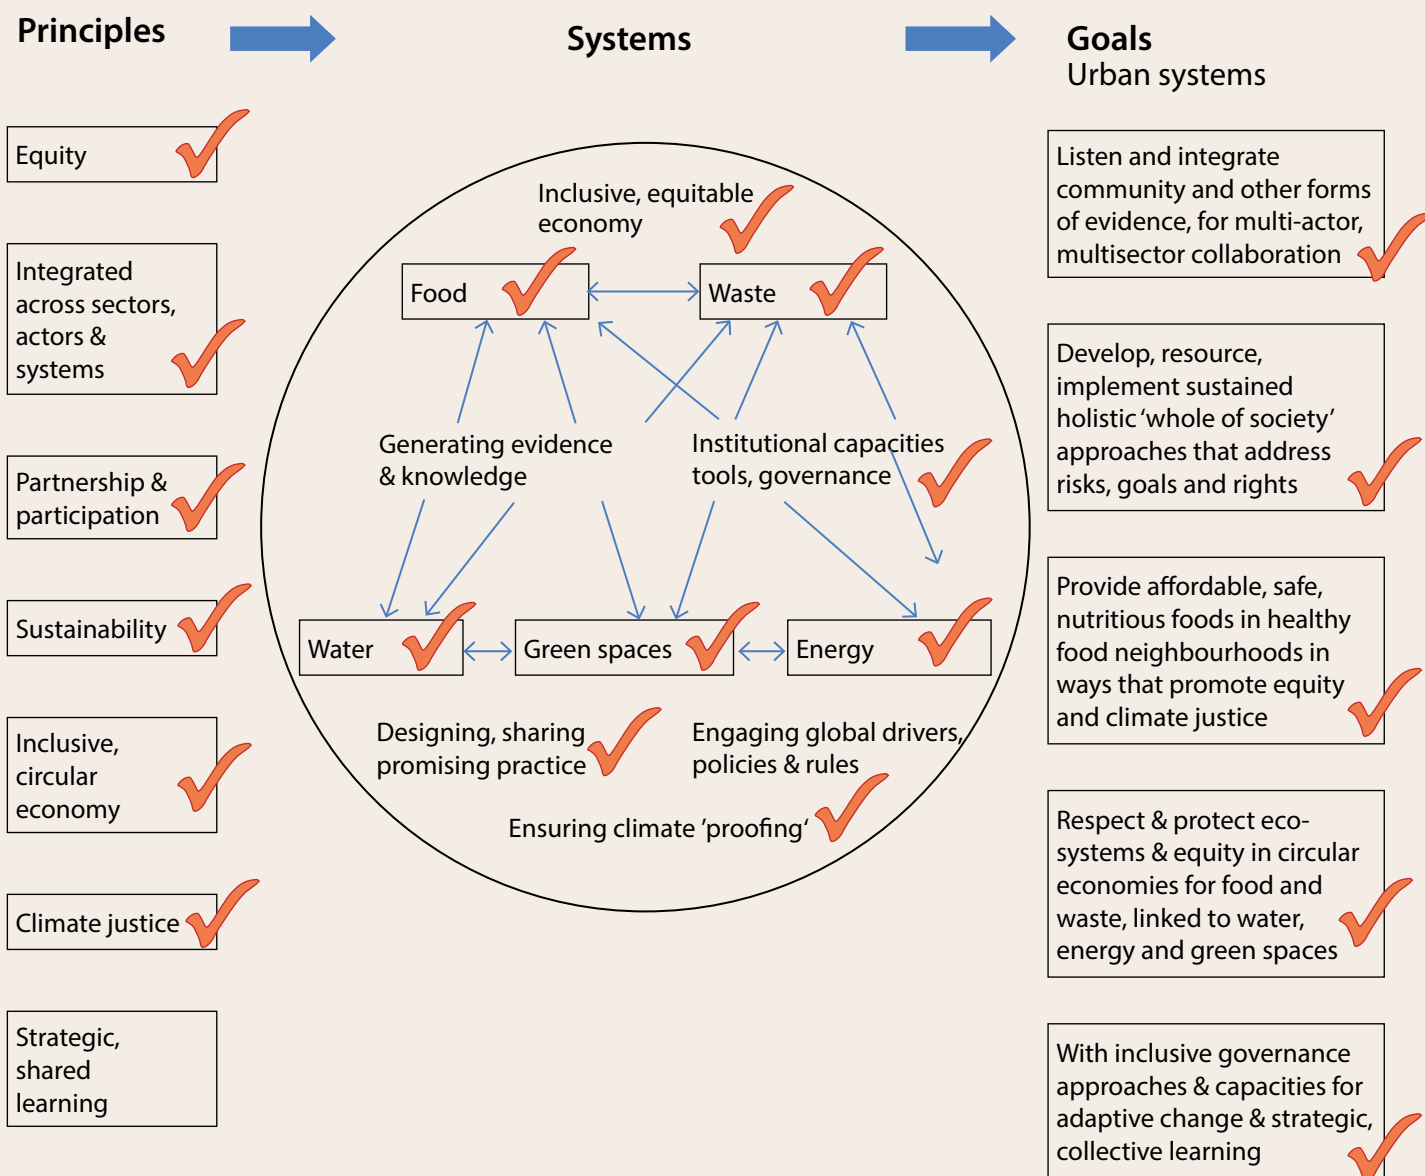 Principles
Systems
Goals
Urban systems
Equity
Integrated
across sectors,
actors &
systems
Partnership &
participation
Sustainability
Inclusive,
circular
economy
Climate justice
Strategic,
shared
learning
Inclusive, equitable
economy
Food
Waste
Generating evidence
& knowledge
Institutional capacities
tools, governance
Water
Green spaces
Energy
Designing, sharing
promising practice
Engaging global drivers,
policies & rules
Ensuring climate 'proofing‘
Listen and integrate
community and other forms
of evidence, for multi-actor,
multisector collaboration
Develop, resource,
implement sustained
holistic ‘whole of society’
approaches that address
risks, goals and rights
Provide affordable, safe,
nutritious foods in healthy
food neighbourhoods in
ways that promote equity
and climate justice
Respect & protect eco-
systems & equity in circular
economies for food and
waste, linked to water,
energy and green spaces
With inclusive governance
approaches & capacities for
adaptive change & strategic,
collective learning